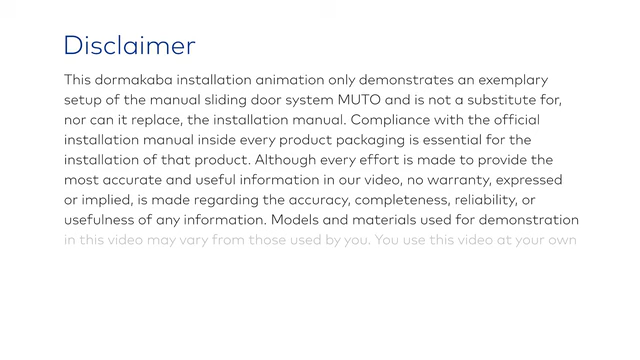 Disclaimer
This dormakaba installation animation only demonstrates an exemplary
setup of the manual sliding door system MUTO and is not a substitute for,
nor can it replace, the installation manual. Compliance with the official
installation manual inside every product packaging is essential for the
installation of that product. Although every effort is made to provide the
most accurate and useful information in our video, no warranty, expressed
or implied, is made regarding the accuracy, completeness, reliability, or
usefulness of any information. Models and materials used for demonstration
in this video may vary from those used by you. You use this video at your own